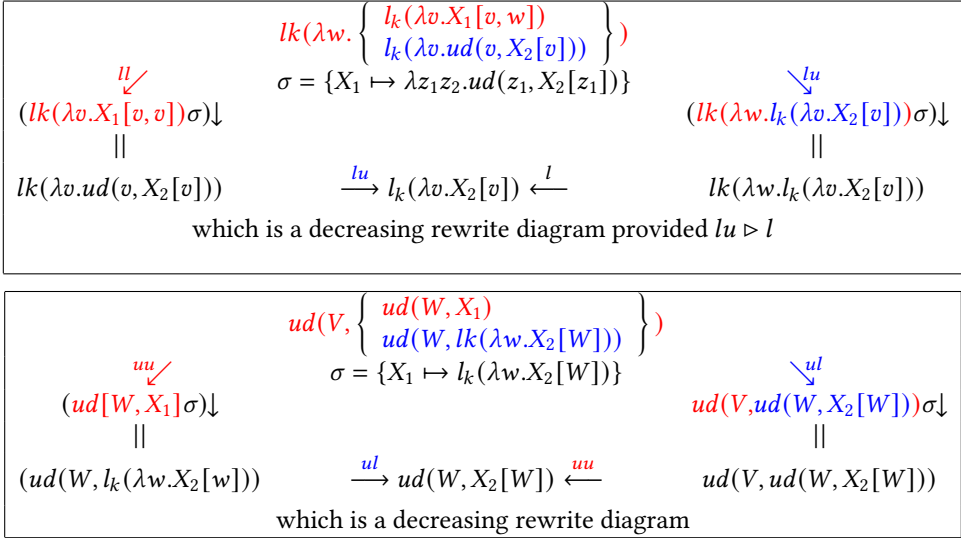 lk(λw. { l_k(λv.X_1[v, w])
l_k(λv.ud(v, X_2[v])) } )
σ = {X_1 ↦ λz_1z_2.ud(z_1, X_2[z_1])}
ll ↙ ↘ lu
(lk(λv.X_1[v, v])σ)↓ (lk(λw.l_k(λv.X_2[v]))σ)↓
|| ||
lk(λv.ud(v, X_2[v])) lu ⟶ l_k(λv.X_2[v]) l ⟵ lk(λw.l_k(λv.X_2[v]))
which is a decreasing rewrite diagram provided lu ▷ l
ud(V, { ud(W, X_1)
ud(W, lk(λw.X_2[W])) } )
σ = {X_1 ↦ l_k(λw.X_2[W])}
uu ↙ ↘ ul
(ud[W, X_1]σ)↓ ud(V,ud(W, X_2[W]))σ↓
|| ||
(ud(W, l_k(λw.X_2[w])) ul ⟶ ud(W, X_2[W]) uu ⟵ ud(V, ud(W, X_2[W]))
which is a decreasing rewrite diagram